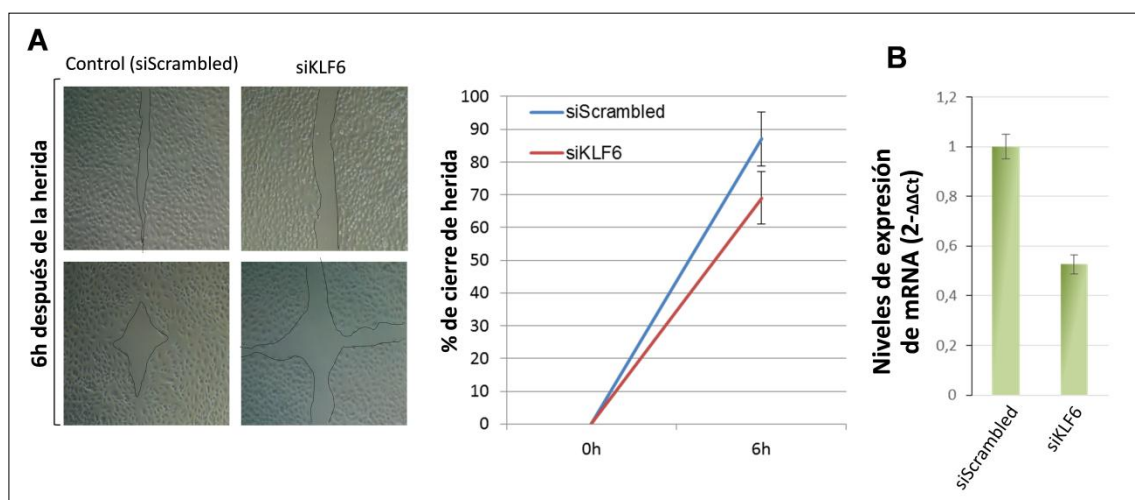 A
Control (siScrambled)
siKLF6
6h después de la herida
% de cierre de herida
100
90
80
70
60
50
40
30
20
10
0
siScrambled
siKLF6
0h
6h
B
Niveles de expresión
de mRNA (2-ΔΔCt)
1,2
1
0,8
0,6
0,4
0,2
0
siScrambled
siKLF6